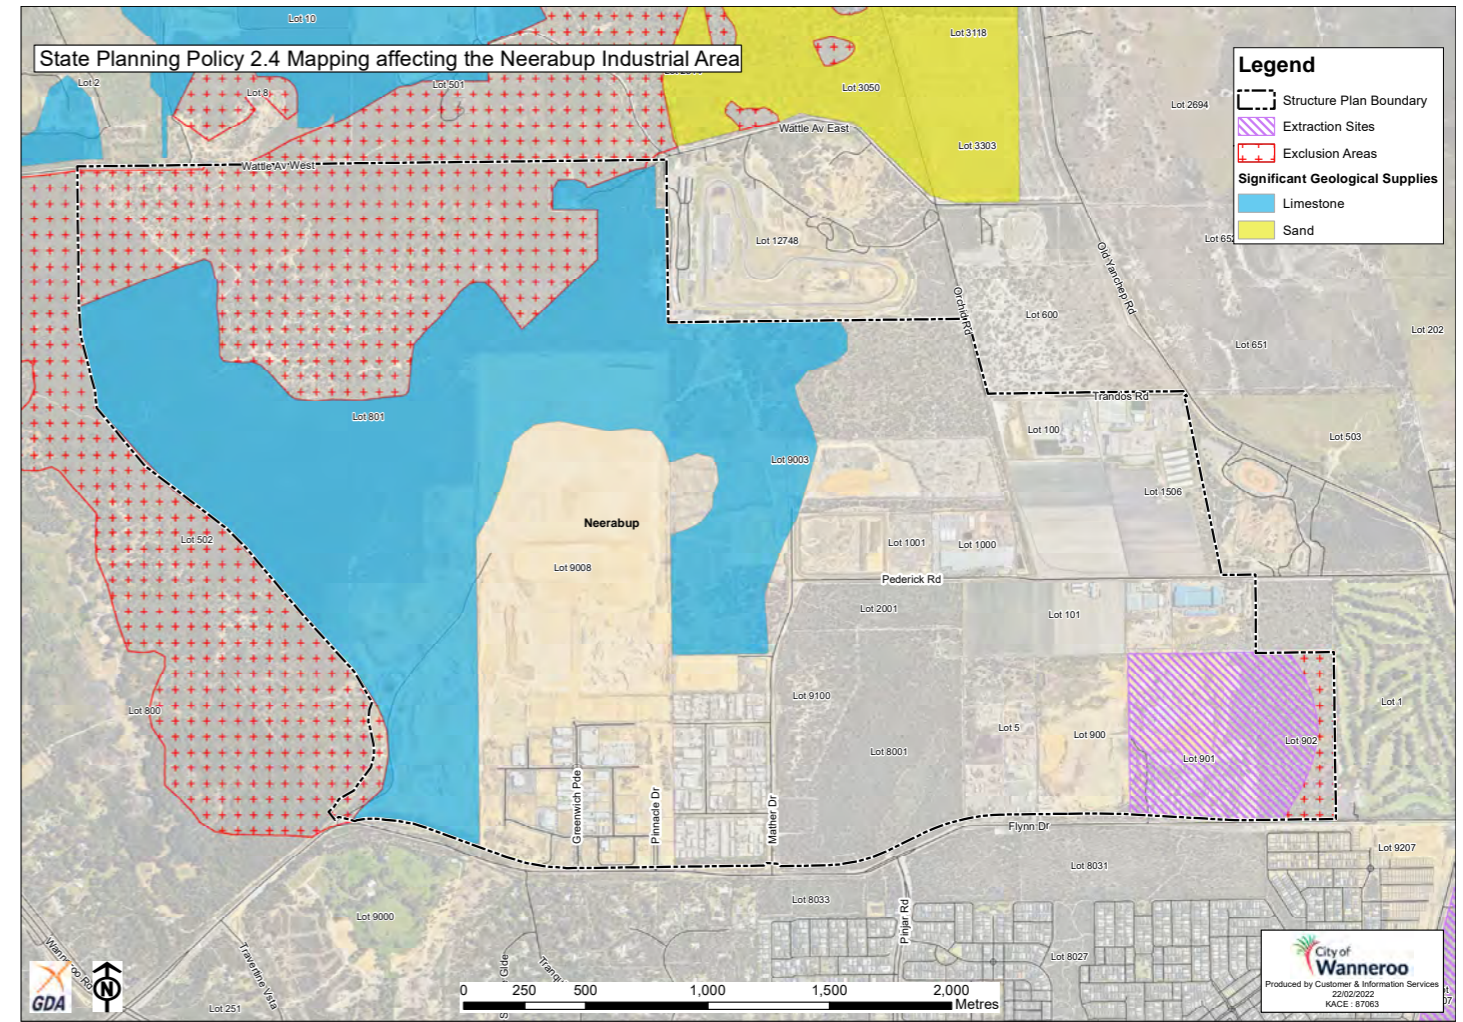 Lot 10
Lot 3118
State Planning Policy 2.4 Mapping affecting the Neerabup Industrial Area
Lot 2
Lot 8
Lot 501
Lot 3050
Lot 2694
Wattle Av East
Lot 3303
Wattle Av West
Legend
Structure Plan Boundary
Extraction Sites
Exclusion Areas
Significant Geological Supplies
Limestone
Sand
Lot 12748
Old Yanchep Rd
Orchid Rd
Lot 600
Lot 202
Lot 651
Trandos Rd
Lot 801
Lot 100
Lot 503
Lot 9003
Lot 1506
Neerabup
Lot 502
Lot 1001
Lot 1000
Lot 9008
Pederick Rd
Lot 2001
Lot 101
Lot 9100
Lot 800
Lot 1
Lot 5
Lot 900
Lot 902
Lot 8001
Lot 901
Greenwich Pde
Pinnacle Dr
Mather Dr
Flynn Dr
Lot 9207
Lot 8031
Lot 8033
Pinjar Rd
Lot 9000
Lot 8027
Travertine Vsta
Lot 251
GDA
N
0 250 500 1,000 1,500 2,000
Metres
City of
Wanneroo
Produced by Customer & Information Services
22/02/2022
KACE : 87063